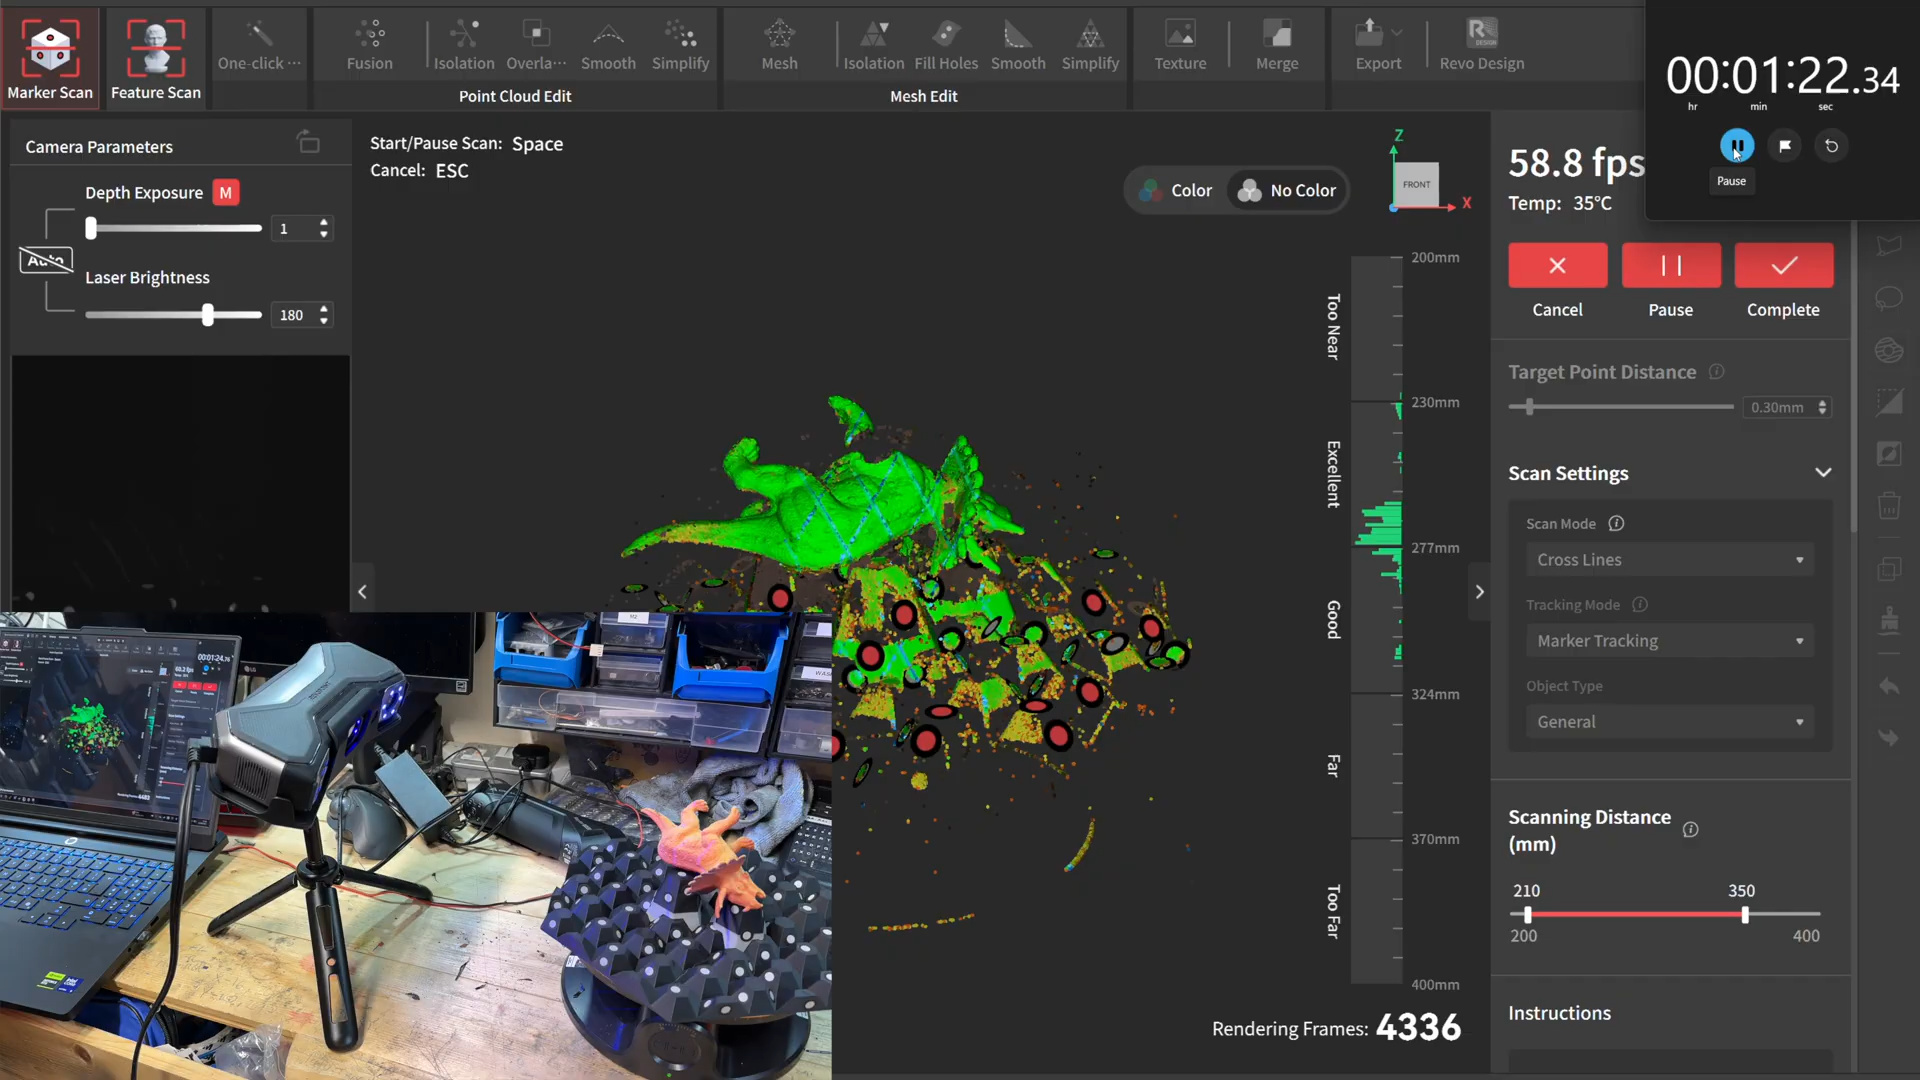 Marker Scan
Feature Scan
One-click ···
Fusion
Isolation
Overla···
Smooth
Simplify
Point Cloud Edit
Mesh
Isolation
Fill Holes
Smooth
Simplify
Mesh Edit
Texture
Merge
Export
Revo Design
00:01:22.34
hr
min
sec
Pause
Camera Parameters
Depth Exposure M
1
Auto
Laser Brightness
180
Start/Pause Scan: Space
Cancel: ESC
Color
No Color
Z
FRONT
X
58.8 fps
Temp: 35℃
Cancel
Pause
Complete
Target Point Distance
0.30mm
Scan Settings
Scan Mode
Cross Lines
Tracking Mode
Marker Tracking
Object Type
General
Scanning Distance
(mm)
210
350
200
400
Instructions
Too Near
Excellent
Good
Far
Too Far
200mm
230mm
277mm
324mm
370mm
400mm
Rendering Frames: 4336